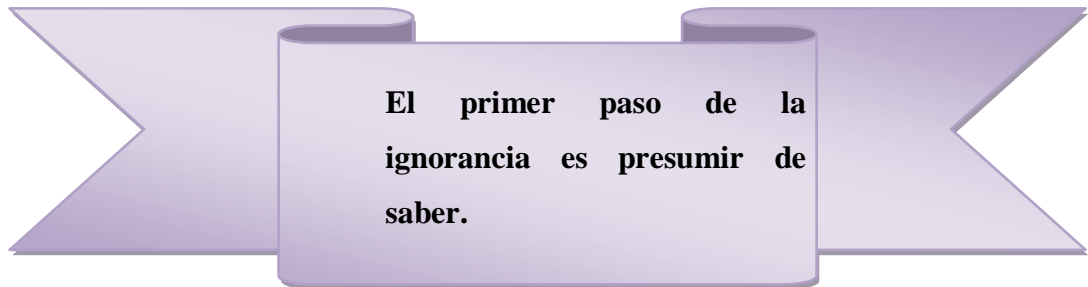 El primer paso de la
ignorancia es presumir de
saber.